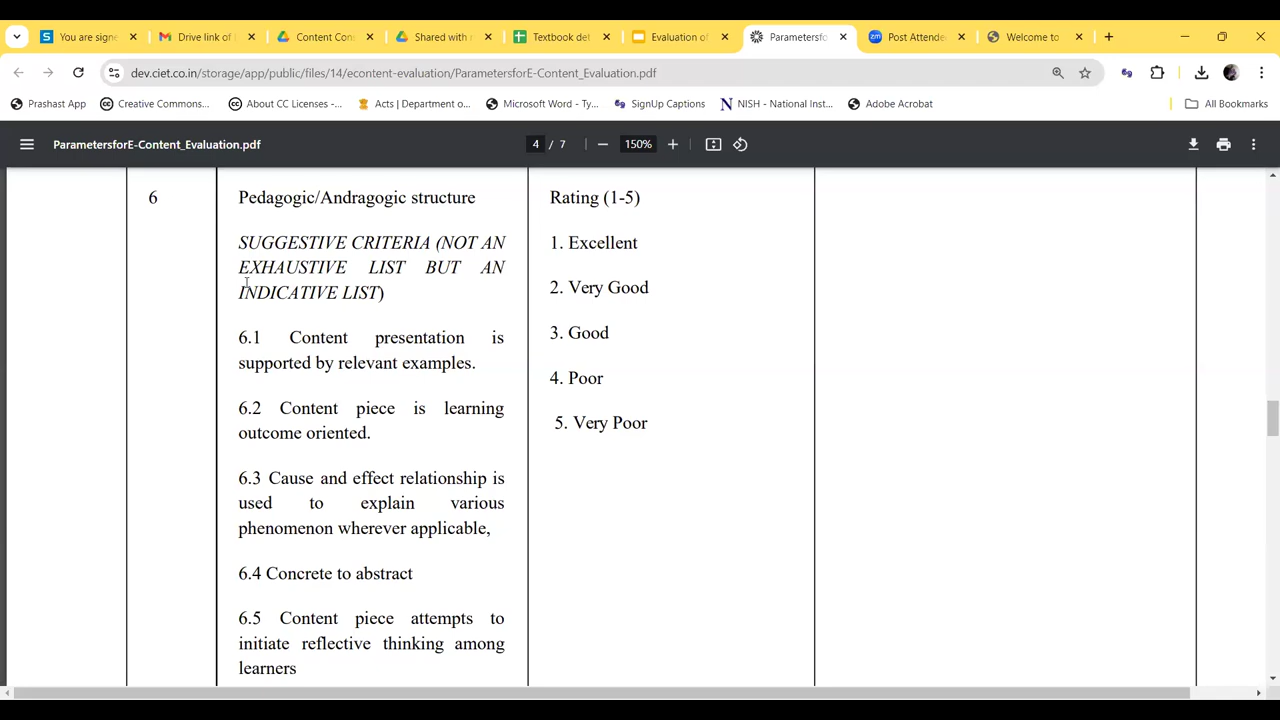 You are signe
Drive link of
Content Con
Shared with
Textbook de
Evaluation of
Parametersfo
Post Attende
Welcome to
dev.ciet.co.in/storage/app/public/files/14/econtent-evaluation/ParametersforE-Content_Evaluation.pdf
Prashast App
Creative Commons...
About CC Licenses -...
Acts | Department o...
Microsoft Word - Ty...
SignUp Captions
NISH - National Inst...
Adobe Acrobat
All Bookmarks
ParametersforE-Content_Evaluation.pdf
4 / 7
150%
6
Pedagogic/Andragogic structure
SUGGESTIVE CRITERIA (NOT AN
EXHAUSTIVE LIST BUT AN
INDICATIVE LIST)
6.1 Content presentation is
supported by relevant examples.
6.2 Content piece is learning
outcome oriented.
6.3 Cause and effect relationship is
used to explain various
phenomenon wherever applicable,
6.4 Concrete to abstract
6.5 Content piece attempts to
initiate reflective thinking among
learners
Rating (1-5)
1. Excellent
2. Very Good
3. Good
4. Poor
5. Very Poor